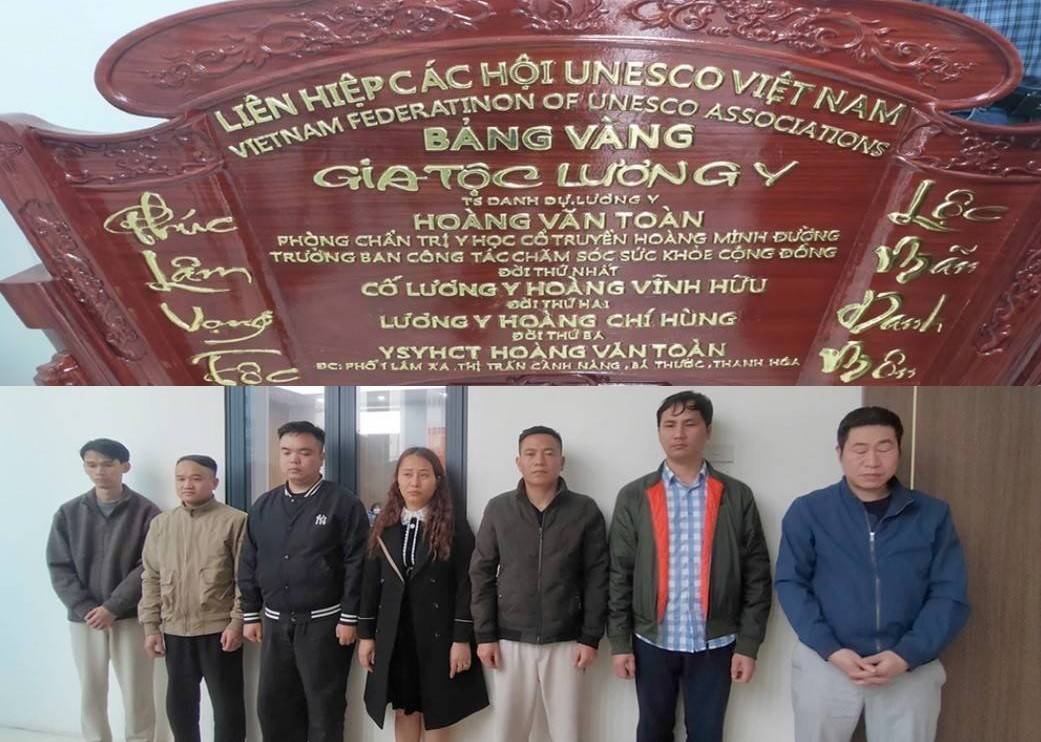 LIÊN HIỆP CÁC HỘI UNESCO VIỆT NAM
VIETNAM FEDERATINON OF UNESCO ASSOCIATIONS
BẢNG VÀNG
GIA TỘC LƯƠNG Y
TS DANH DỰ, LƯƠNG Y
HOÀNG VĂN TOÀN
PHÒNG CHẨN TRỊ Y HỌC CỔ TRUYỀN HOÀNG MINH ĐƯỜNG
TRƯỞNG BAN CÔNG TÁC CHĂM SÓC SỨC KHỎE CỘNG ĐỒNG
ĐỜI THỨ NHẤT
CỐ LƯƠNG Y HOÀNG VĨNH HỮU
ĐỜI THỨ HAI
LƯƠNG Y HOÀNG CHÍ HÙNG
ĐỜI THỨ BA
YSYHCT HOÀNG VĂN TOÀN
ĐC: PHỐ 1 LÂM XA, THỊ TRẤN CÀNH NÀNG, BÁ THƯỚC, THANH HÓA
Phúc
Lâm
Vọng
Tộc
Lộc
Mãn
Danh
Môn
NY